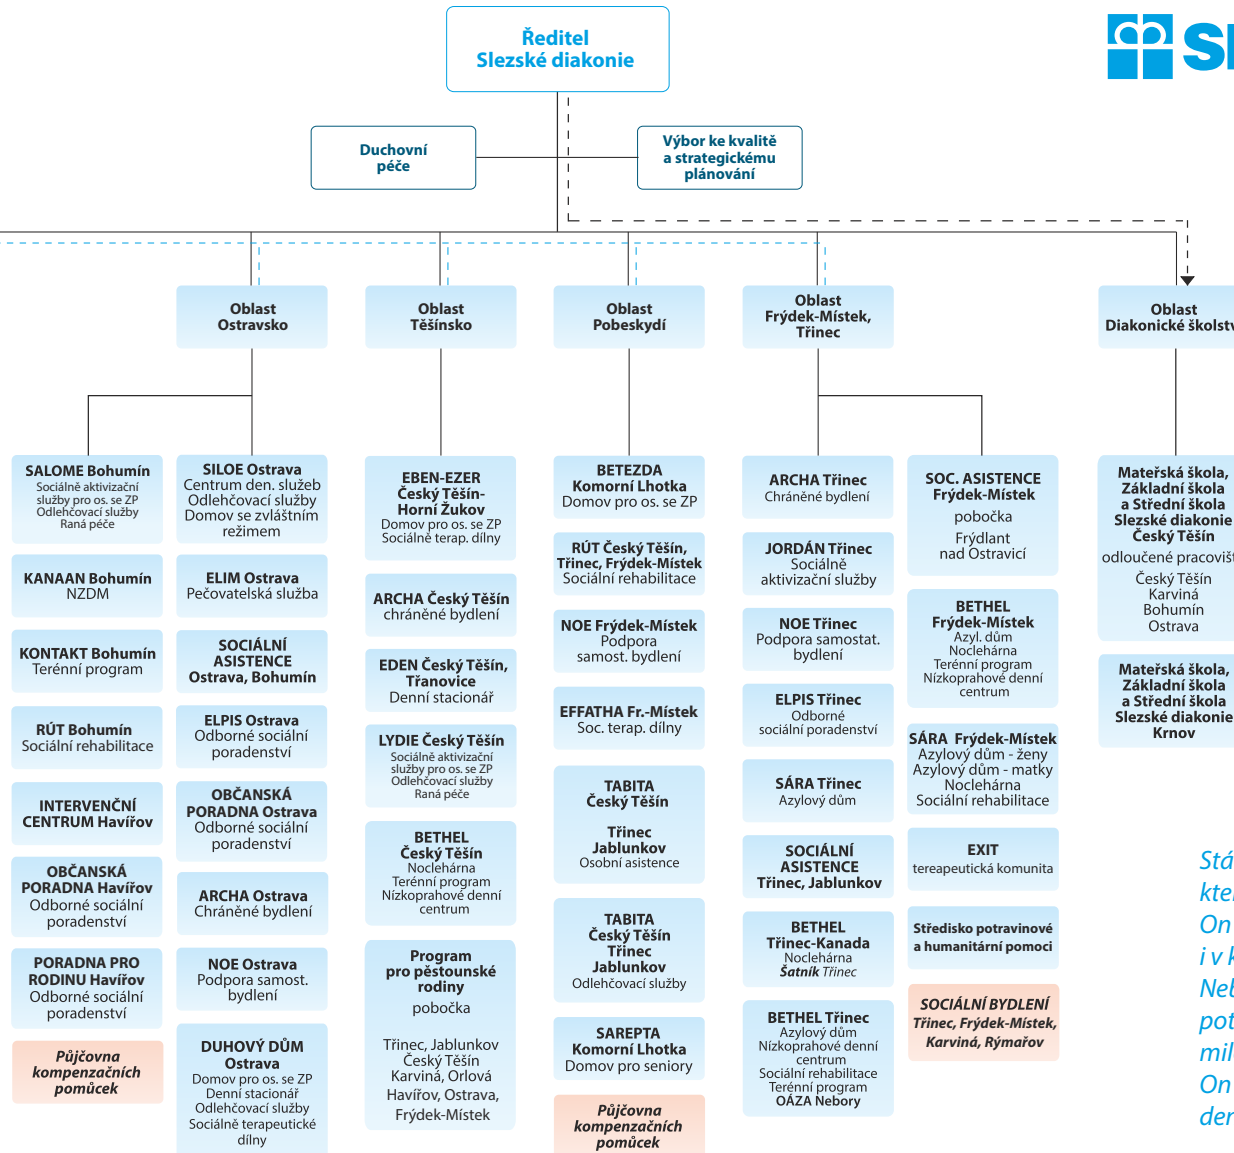 Ředitel
Slezské diakonie
Duchovní
péče
Výbor ke kvalitě
a strategickému
plánování
Oblast
Ostravsko
Oblast
Těšínsko
Oblast
Pobeskydí
Oblast
Frýdek-Místek,
Třinec
Oblast
Diakonické školstv
SALOME Bohumín
Sociálně aktivizační
služby pro os. se ZP
Odlehčovací služby
Raná péče
KANAAN Bohumín
NZDM
KONTAKT Bohumín
Terénní program
RÚT Bohumín
Sociální rehabilitace
INTERVENČNÍ
CENTRUM Havířov
OBČANSKÁ
PORADNA Havířov
Odborné sociální
poradenství
PORADNA PRO
RODINU Havířov
Odborné sociální
poradenství
Půjčovna
kompenzačních
pomůcek
SILOE Ostrava
Centrum den. služeb
Odlehčovací služby
Domov se zvláštním
režimem
ELIM Ostrava
Pečovatelská služba
SOCIÁLNÍ
ASISTENCE
Ostrava, Bohumín
ELPIS Ostrava
Odborné sociální
poradenství
OBČANSKÁ
PORADNA Ostrava
Odborné sociální
poradenství
ARCHA Ostrava
Chráněné bydlení
NOE Ostrava
Podpora samost.
bydlení
DUHOVÝ DŮM
Ostrava
Domov pro os. se ZP
Denní stacionář
Odlehčovací služby
Sociálně terapeutické
dílny
EBEN-EZER
Český Těšín-
Horní Žukov
Domov pro os. se ZP
Sociálně terap. dílny
ARCHA Český Těšín
chráněné bydlení
EDEN Český Těšín,
Třanovice
Denní stacionář
LYDIE Český Těšín
Sociálně aktivizační
služby pro os. se ZP
Odlehčovací služby
Raná péče
BETHEL
Český Těšín
Noclehárna
Terénní program
Nízkoprahové denní
centrum
Program
pro pěstounské
rodiny
pobočka
Třinec, Jablunkov
Český Těšín
Karviná, Orlová
Havířov, Ostrava,
Frýdek-Místek
BETEZDA
Komorní Lhotka
Domov pro os. se ZP
RÚT Český Těšín,
Třinec, Frýdek-Místek
Sociální rehabilitace
NOE Frýdek-Místek
Podpora
samost. bydlení
EFFATHA Fr.-Místek
Soc. terap. dílny
TABITA
Český Těšín
Třinec
Jablunkov
Osobní asistence
TABITA
Český Těšín
Třinec
Jablunkov
Odlehčovací služby
SAREPTA
Komorní Lhotka
Domov pro seniory
Půjčovna
kompenzačních
pomůcek
ARCHA Třinec
Chráněné bydlení
JORDÁN Třinec
Sociálně
aktivizační služby
NOE Třinec
Podpora samostat.
bydlení
ELPIS Třinec
Odborné
sociální poradenství
SÁRA Třinec
Azylový dům
SOCIÁLNÍ
ASISTENCE
Třinec, Jablunkov
BETHEL
Třinec-Kanada
Noclehárna
Šatník Třinec
BETHEL Třinec
Azylový dům
Nízkoprahové denní
centrum
Sociální rehabilitace
Terénní program
OÁZA Nebory
SOC. ASISTENCE
Frýdek-Místek
pobočka
Frýdlant
nad Ostravicí
BETHEL
Frýdek-Místek
Azyl. dům
Noclehárna
Terénní program
Nízkoprahové denní
centrum
SÁRA Frýdek-Místek
Azylový dům - ženy
Azylový dům - matky
Noclehárna
Sociální rehabilitace
EXIT
tereapeutická komunita
Středisko potravinové
a humanitární pomoci
SOCIÁLNÍ BYDLENÍ
Třinec, Frýdek-Místek,
Karviná, Rýmařov
Mateřská škola,
Základní škola
a Střední škola
Slezské diakonie
Český Těšín
odloučené pracovišt
Český Těšín
Karviná
Bohumín
Ostrava
Mateřská škola,
Základní škola
a Střední škola
Slezské diakonie
Krnov
Stá
kte
On
i v k
Neb
pot
mil
On
der